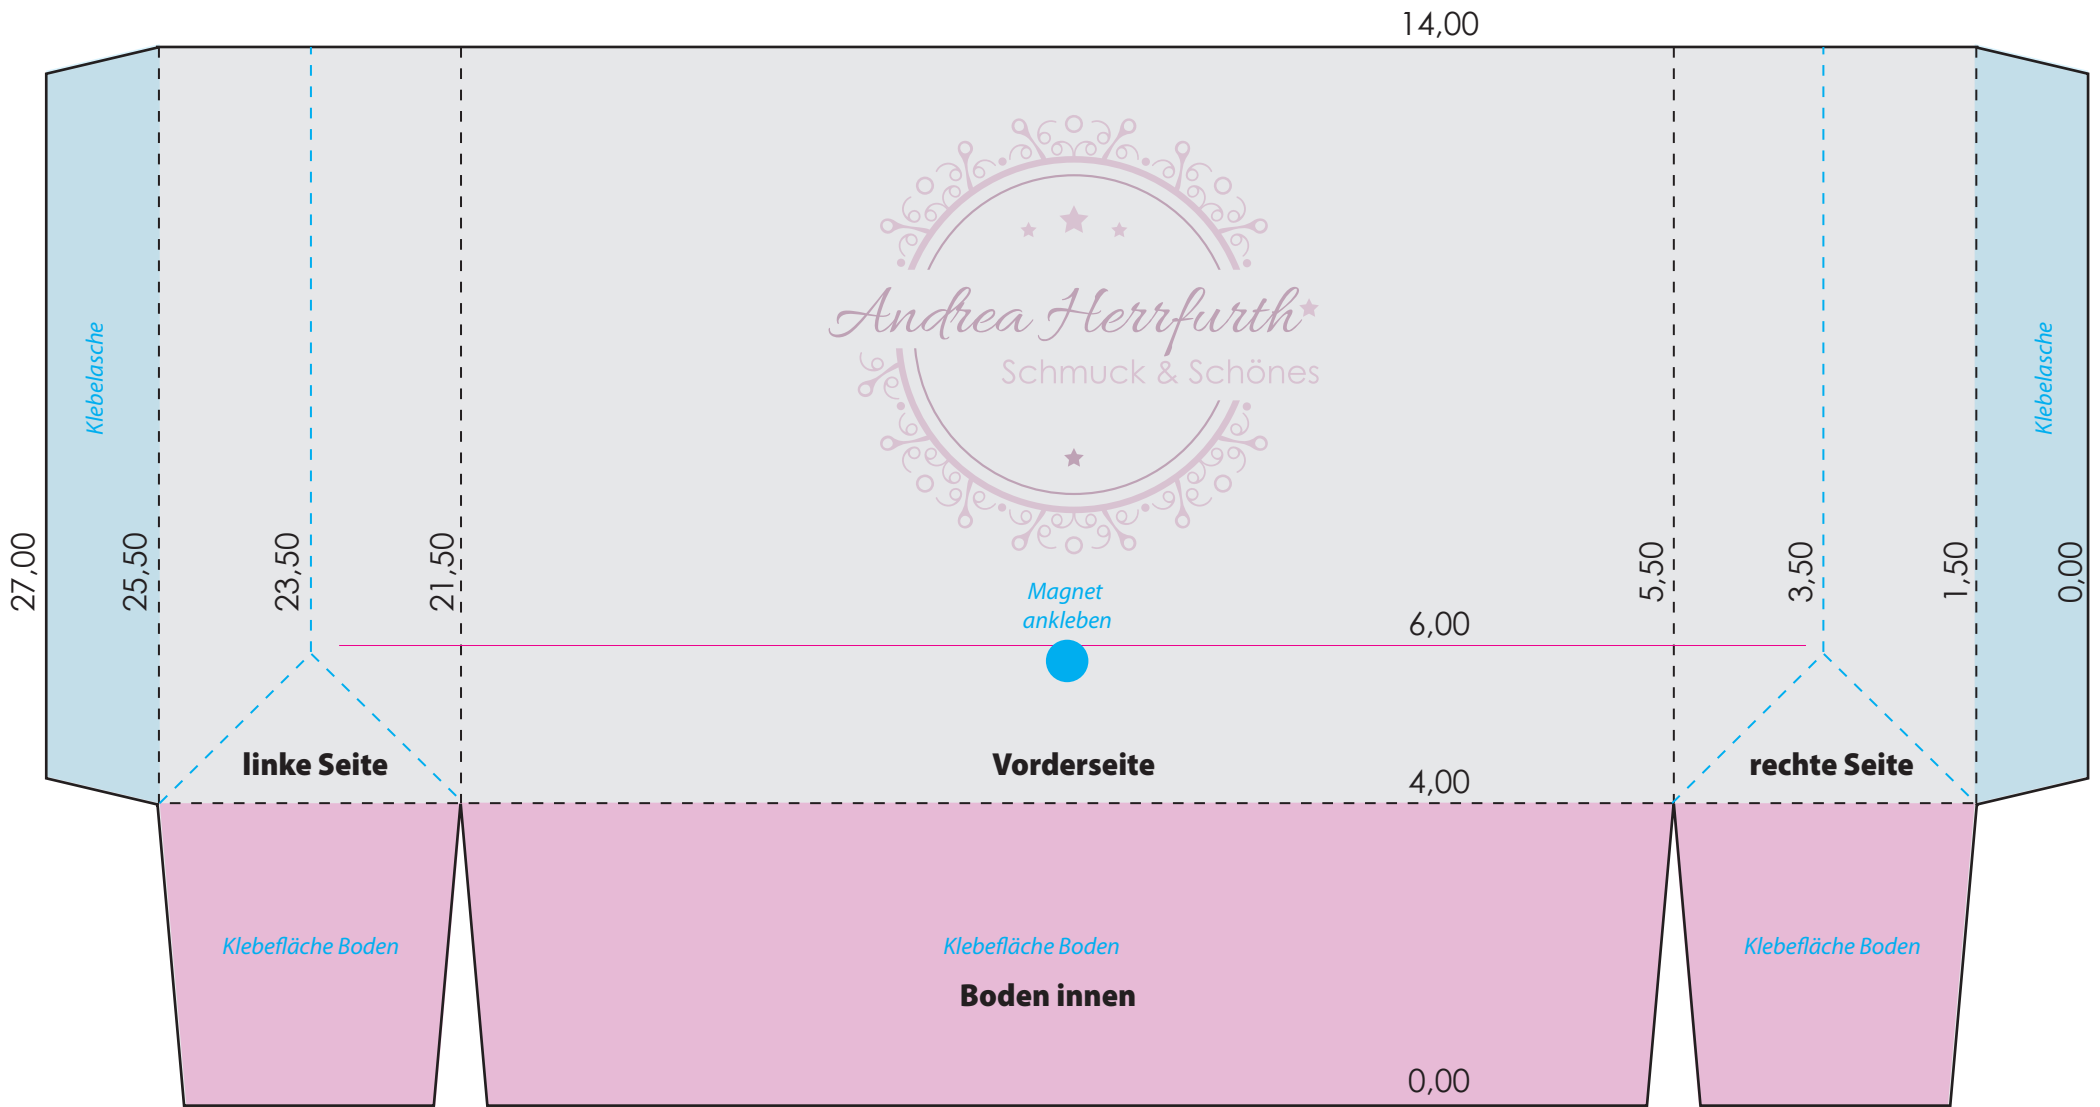 14,00
Andrea Herrfurth
Schmuck & Schönes
Klebelasche
Klebelasche
27,00
25,50
23,50
21,50
5,50
3,50
1,50
0,00
Magnet
ankleben
6,00
linke Seite
Vorderseite
rechte Seite
4,00
Klebefläche Boden
Klebefläche Boden
Klebefläche Boden
Boden innen
0,00